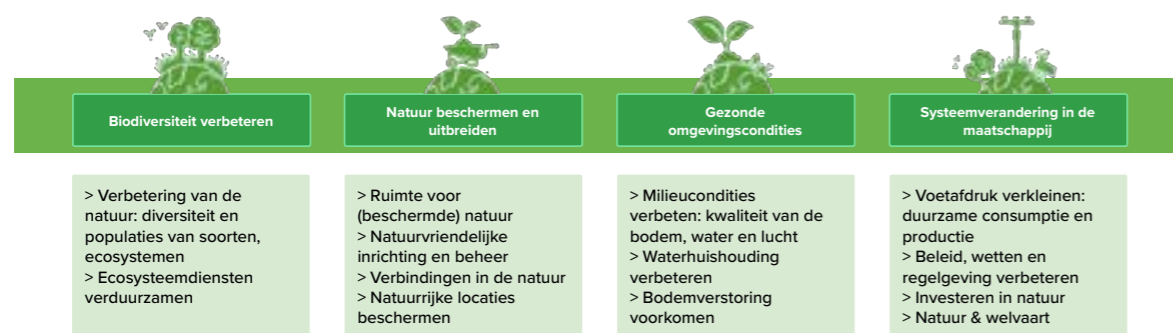 Biodiversiteit verbeteren
Natuur beschermen en
uitbreiden
Gezonde
omgevingscondities
Systeemverandering in de
maatschappij
> Verbetering van de
natuur: diversiteit en
populaties van soorten,
ecosystemen
> Ecosysteemdiensten
verduurzamen
> Ruimte voor
(beschermde) natuur
> Natuurvriendelijke
inrichting en beheer
> Verbindingen in de natuur
> Natuurrijke locaties
beschermen
> Milieucondities
verbeten: kwaliteit van de
bodem, water en lucht
> Waterhuishouding
verbeteren
> Bodemverstoring
voorkomen
> Voetafdruk verkleinen:
duurzame consumptie en
productie
> Beleid, wetten en
regelgeving verbeteren
> Investeren in natuur
> Natuur & welvaart